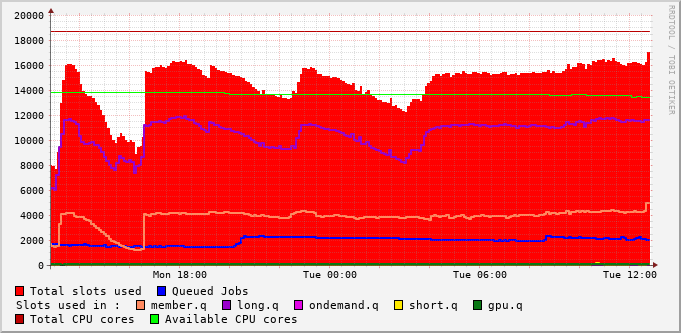 RRDTOOL / TOBI OETIKER
20000
18000
16000
14000
12000
10000
8000
6000
4000
2000
0
Mon 18:00 Tue 00:00 Tue 06:00 Tue 12:00
Total slots used Queued Jobs
Slots used in : member.q long.q ondemand.q short.q gpu.q
Total CPU cores Available CPU cores